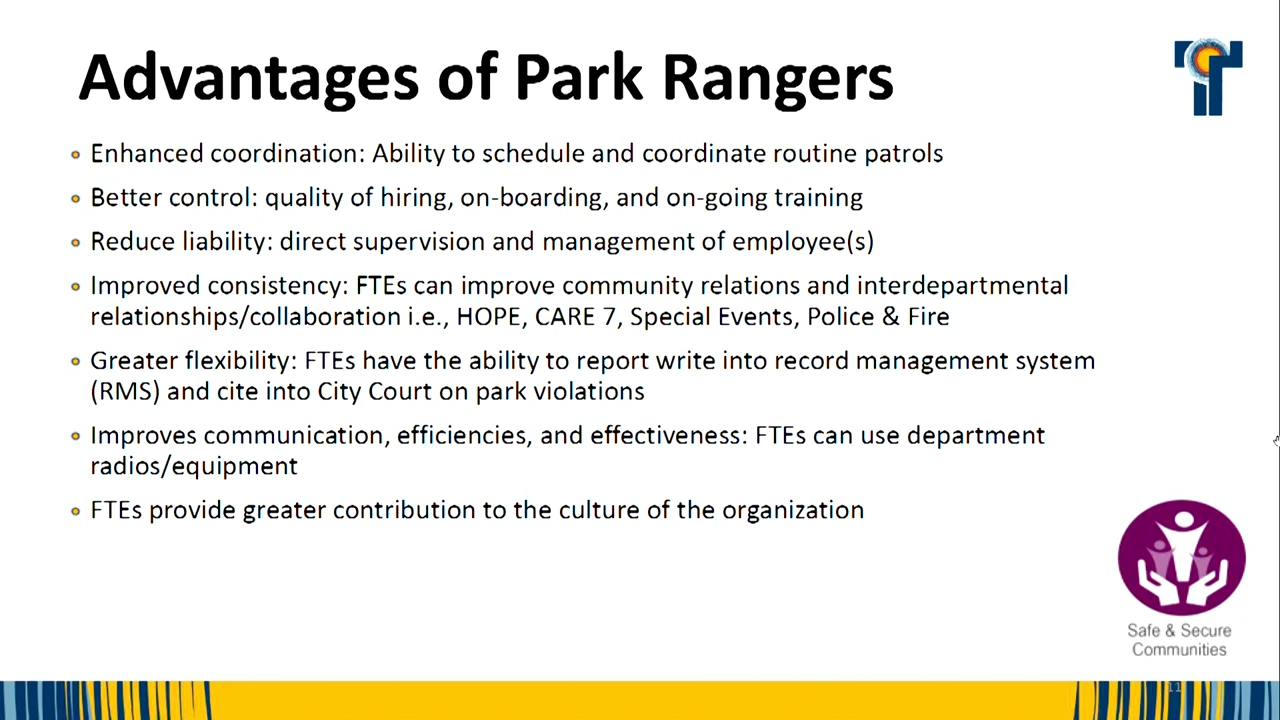 Advantages of Park Rangers
Enhanced coordination: Ability to schedule and coordinate routine patrols
Better control: quality of hiring, on-boarding, and on-going training
Reduce liability: direct supervision and management of employee(s)
Improved consistency: FTEs can improve community relations and interdepartmental
relationships/collaboration i.e., HOPE, CARE 7, Special Events, Police & Fire
Greater flexibility: FTEs have the ability to report write into record management system
(RMS) and cite into City Court on park violations
Improves communication, efficiencies, and effectiveness: FTEs can use department
radios/equipment
FTEs provide greater contribution to the culture of the organization
Safe & Secure
Communities
11